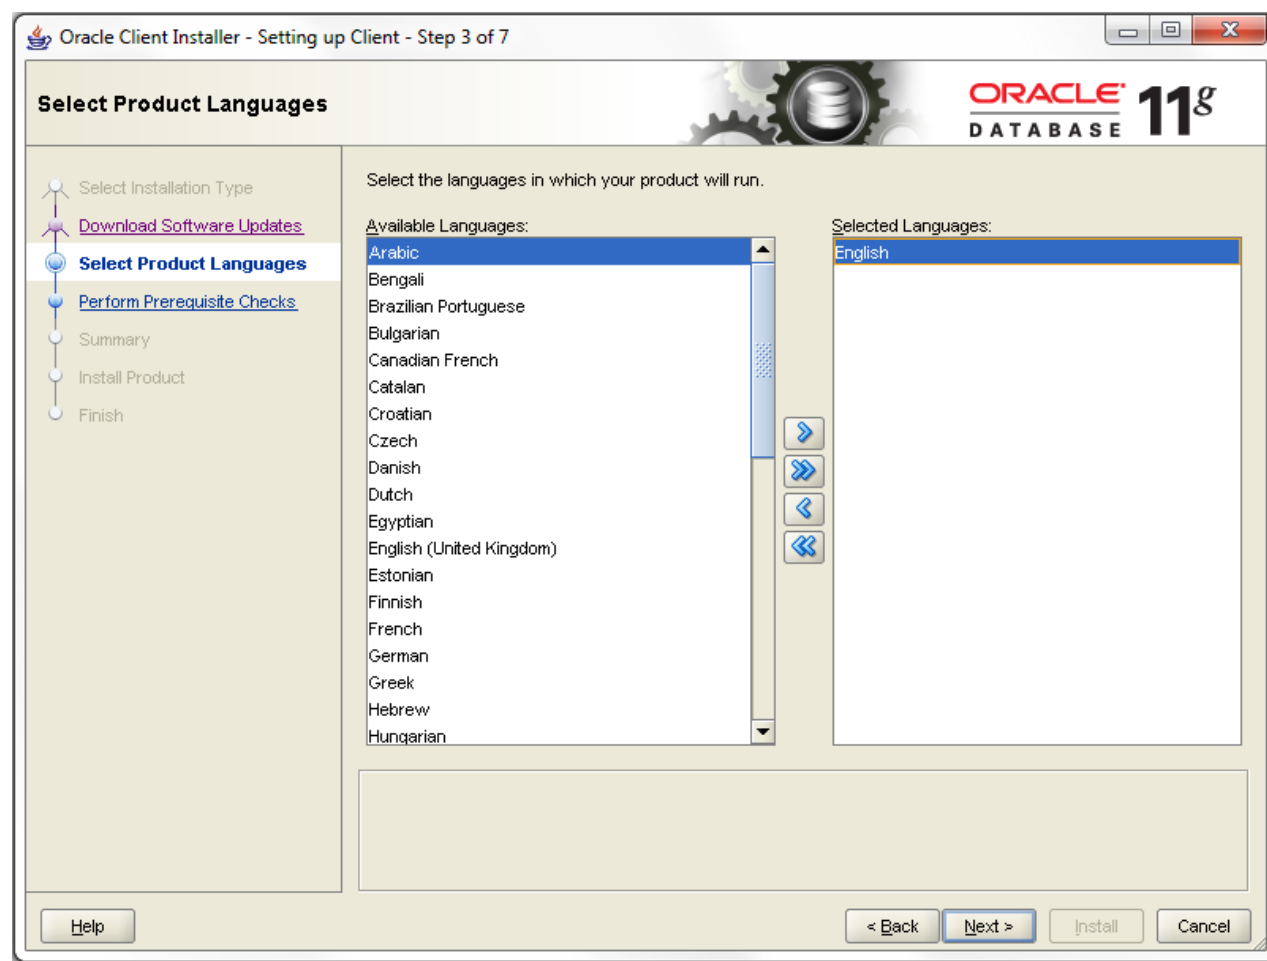 Oracle Client Installer - Setting up Client - Step 3 of 7
Select Product Languages
ORACLE
DATABASE
11g
Select Installation Type
Download Software Updates
Select Product Languages
Perform Prerequisite Checks
Summary
Install Product
Finish
Select the languages in which your product will run.
Available Languages:
Arabic
Bengali
Brazilian Portuguese
Bulgarian
Canadian French
Catalan
Croatian
Czech
Danish
Dutch
Egyptian
English (United Kingdom)
Estonian
Finnish
French
German
Greek
Hebrew
Hungarian
Selected Languages:
English
Help
< Back
Next >
Install
Cancel